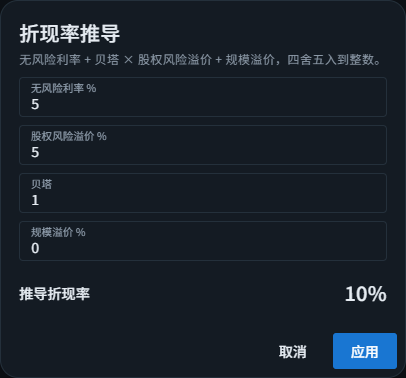 折现率推导
无风险利率 + 贝塔 × 股权风险溢价 + 规模溢价，四舍五入到整数。
无风险利率 %
5
股权风险溢价 %
5
贝塔
1
规模溢价 %
0
推导折现率 10%
取消 应用